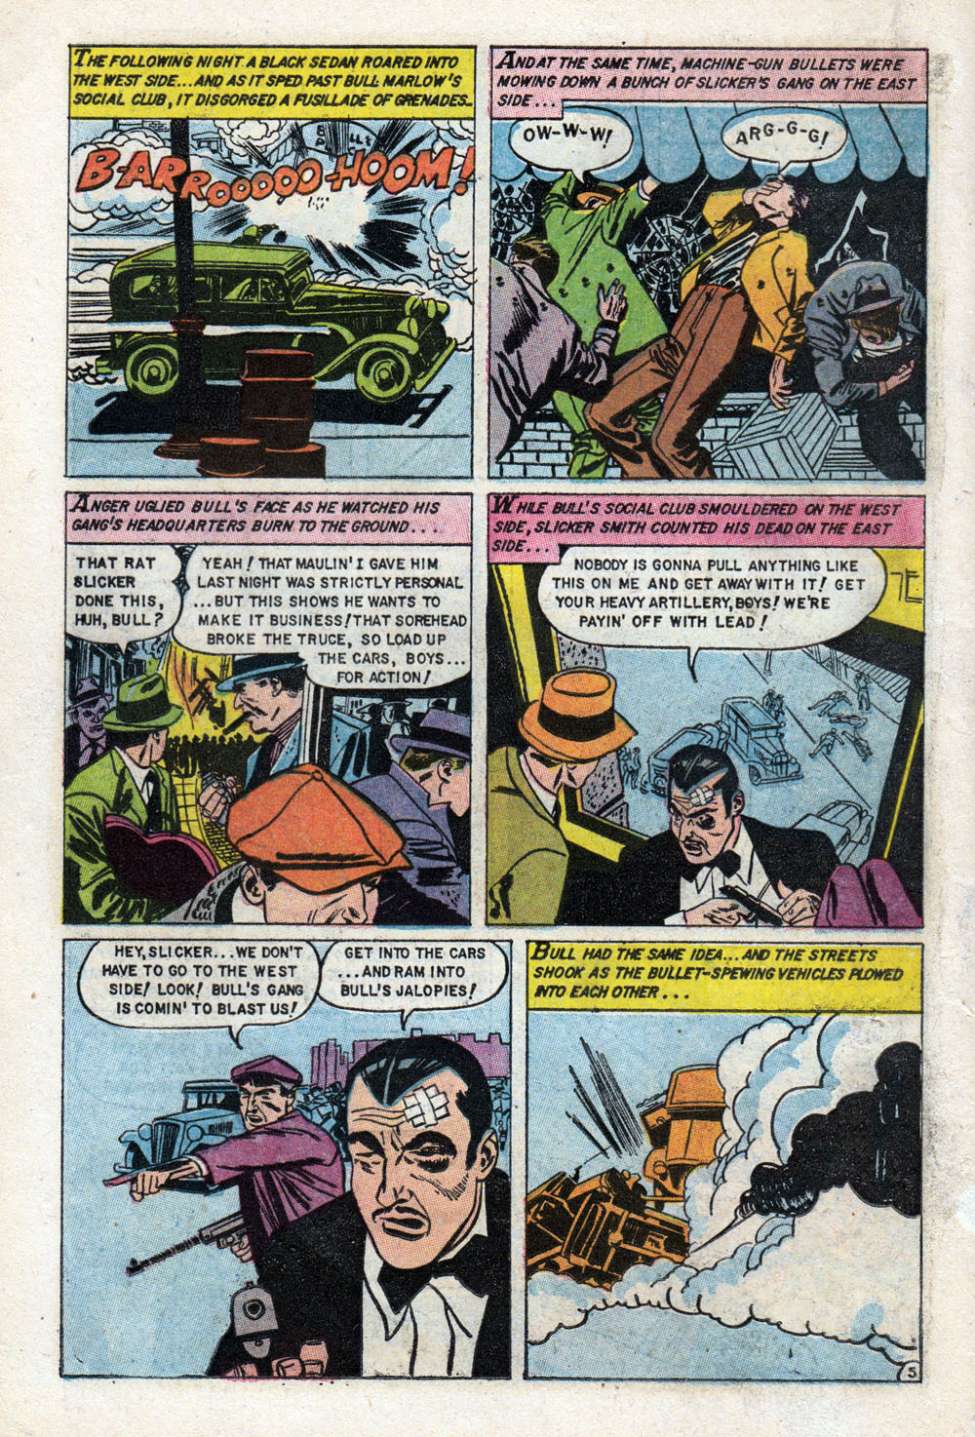 THE FOLLOWING NIGHT A BLACK SEDAN ROARED INTO
THE WEST SIDE...AND AS IT SPED PAST BULL MARLOW'S
SOCIAL CLUB, IT DISGORGED A FUSILLADE OF GRENADES...
B-ARRROOOOOO-HOOM!
AND AT THE SAME TIME, MACHINE-GUN BULLETS WERE
MOWING DOWN A BUNCH OF SLICKER'S GANG ON THE EAST
SIDE...
OW-W-W!
ARG-G-G!
ANGER UGLIED BULL'S FACE AS HE WATCHED HIS
GANG'S HEADQUARTERS BURN TO THE GROUND....
THAT RAT
SLICKER
DONE THIS,
HUH, BULL?
YEAH! THAT MAULIN' I GAVE HIM
LAST NIGHT WAS STRICTLY PERSONAL
...BUT THIS SHOWS HE WANTS TO
MAKE IT BUSINESS! THAT SOREHEAD
BROKE THE TRUCE, SO LOAD UP
THE CARS, BOYS...
FOR ACTION!
WHILE BULL'S SOCIAL CLUB SMOULDERED ON THE WEST
SIDE, SLICKER SMITH COUNTED HIS DEAD ON THE EAST
SIDE...
NOBODY IS GONNA PULL ANYTHING LIKE
THIS ON ME AND GET AWAY WITH IT! GET
YOUR HEAVY ARTILLERY, BOYS! WE'RE
PAYIN' OFF WITH LEAD!
HEY, SLICKER...WE DON'T
HAVE TO GO TO THE WEST
SIDE! LOOK! BULL'S GANG
IS COMIN' TO BLAST US!
GET INTO THE CARS
...AND RAM INTO
BULL'S JALOPIES!
BULL HAD THE SAME IDEA...AND THE STREETS
SHOOK AS THE BULLET-SPEWING VEHICLES PLOWED
INTO EACH OTHER...
5